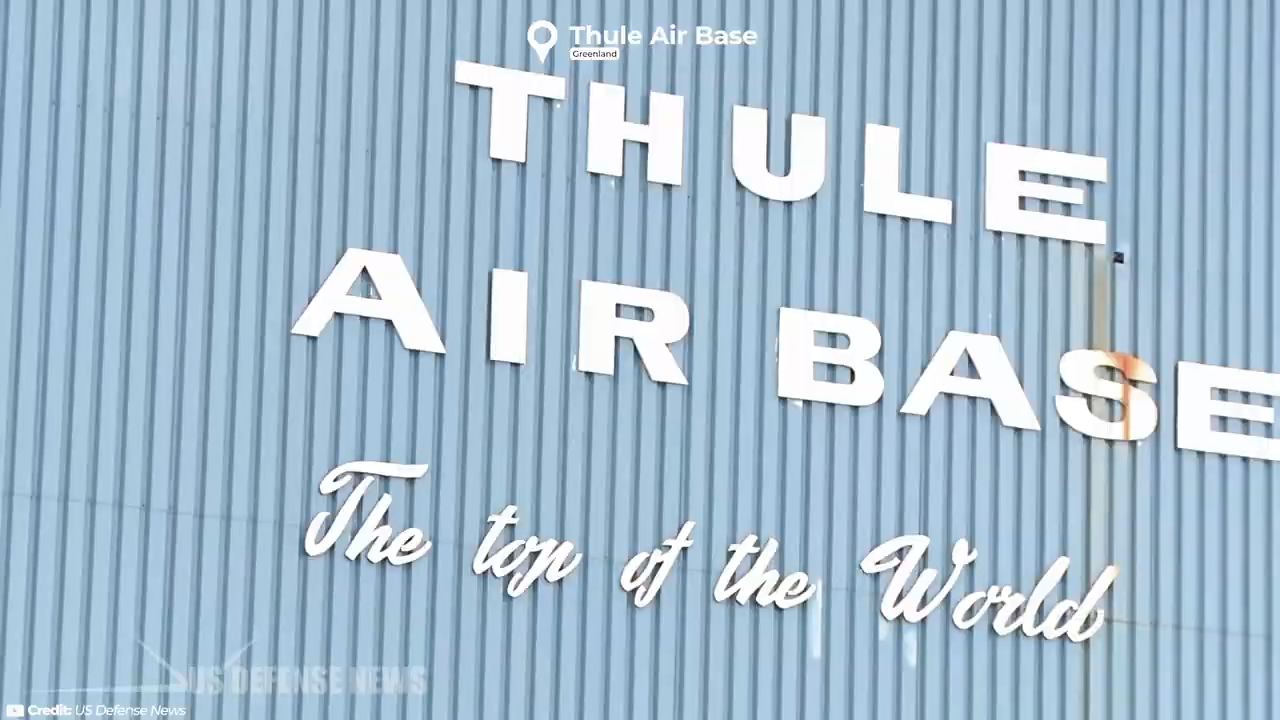 Thule Air Base
Greenland
THULE
AIR BASE
The top of the World
US DEFENSE NEWS
Credit: US Defense News